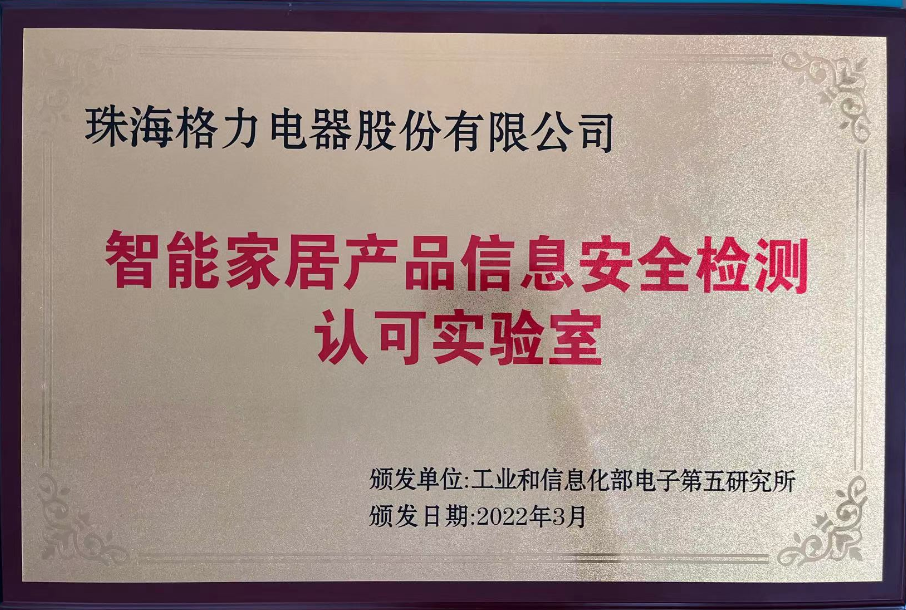 珠海格力电器股份有限公司
智能家居产品信息安全检测
认可实验室
颁发单位:工业和信息化部电子第五研究所
颁发日期:2022年3月